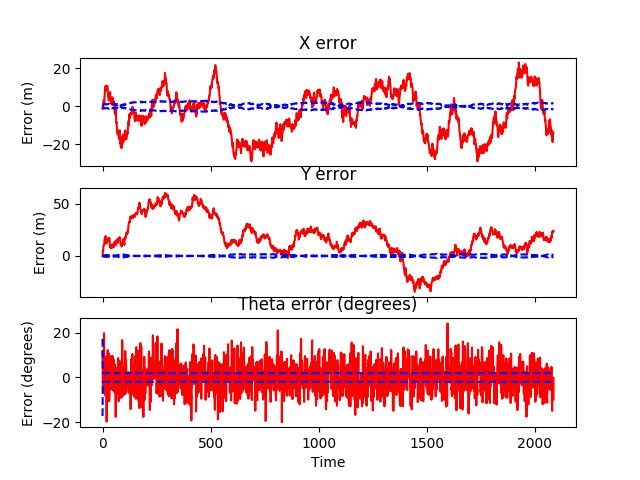 X error
Error (m)
20
0
−20
Y error
Error (m)
50
0
Theta error (degrees)
Error (degrees)
20
0
−20
0
500
1000
1500
2000
Time